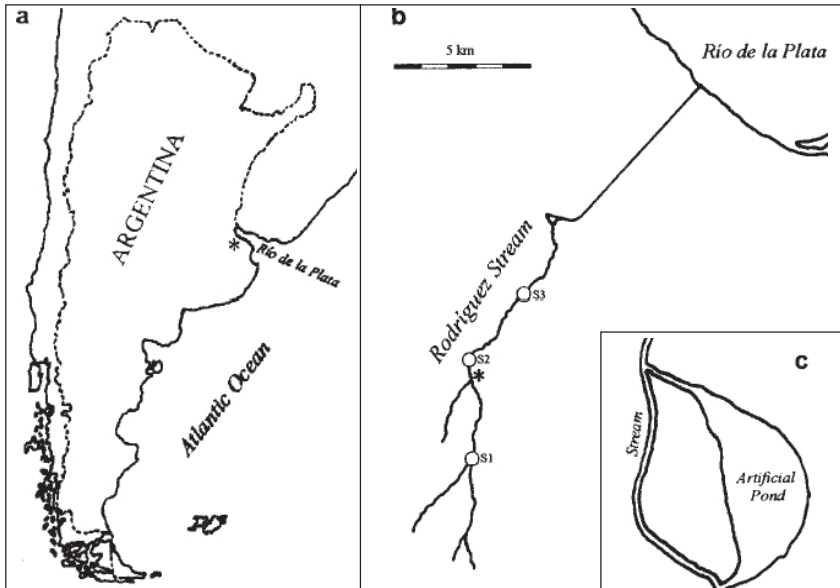 a
ARGENTINA
*
Río de la Plata
Atlantic Ocean
b
5 km
Río de la Plata
Rodríguez Stream
S3
S2
*
S1
c
Stream
Artificial
Pond